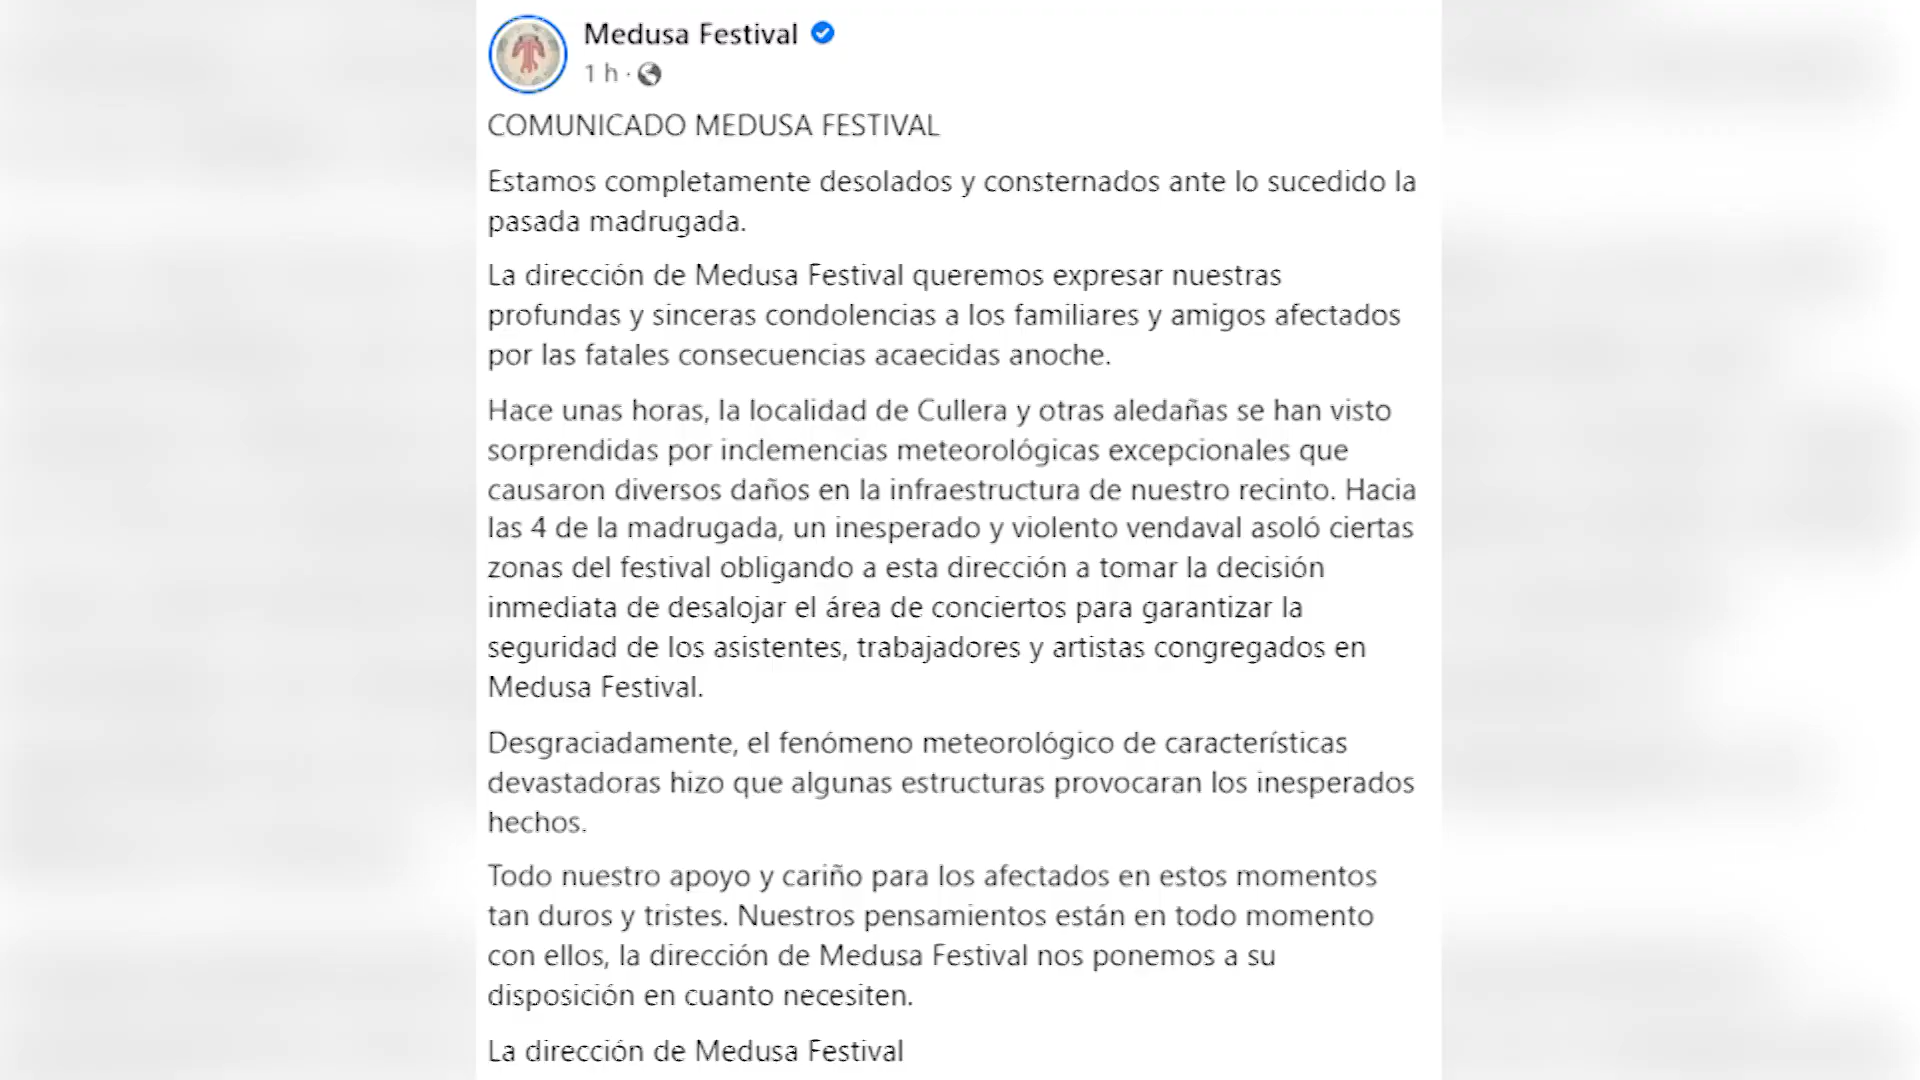 Medusa Festival
1 h ·
COMUNICADO MEDUSA FESTIVAL
Estamos completamente desolados y consternados ante lo sucedido la
pasada madrugada.
La dirección de Medusa Festival queremos expresar nuestras
profundas y sinceras condolencias a los familiares y amigos afectados
por las fatales consecuencias acaecidas anoche.
Hace unas horas, la localidad de Cullera y otras aledañas se han visto
sorprendidas por inclemencias meteorológicas excepcionales que
causaron diversos daños en la infraestructura de nuestro recinto. Hacia
las 4 de la madrugada, un inesperado y violento vendaval asoló ciertas
zonas del festival obligando a esta dirección a tomar la decisión
inmediata de desalojar el área de conciertos para garantizar la
seguridad de los asistentes, trabajadores y artistas congregados en
Medusa Festival.
Desgraciadamente, el fenómeno meteorológico de características
devastadoras hizo que algunas estructuras provocaran los inesperados
hechos.
Todo nuestro apoyo y cariño para los afectados en estos momentos
tan duros y tristes. Nuestros pensamientos están en todo momento
con ellos, la dirección de Medusa Festival nos ponemos a su
disposición en cuanto necesiten.
La dirección de Medusa Festival